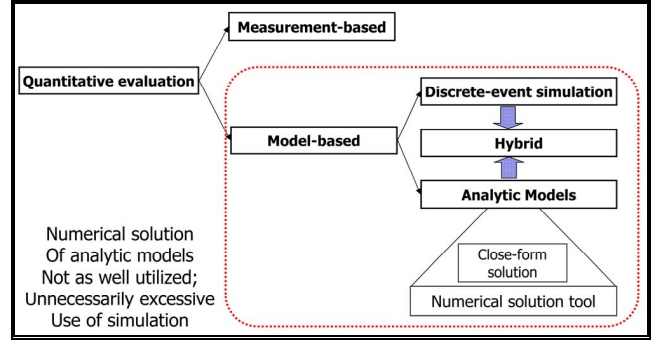 Measurement-based
Quantitative evaluation
Discrete-event simulation
Model-based
Hybrid
Analytic Models
Close-form
solution
Numerical solution tool
Numerical solution
Of analytic models
Not as well utilized;
Unnecessarily excessive
Use of simulation